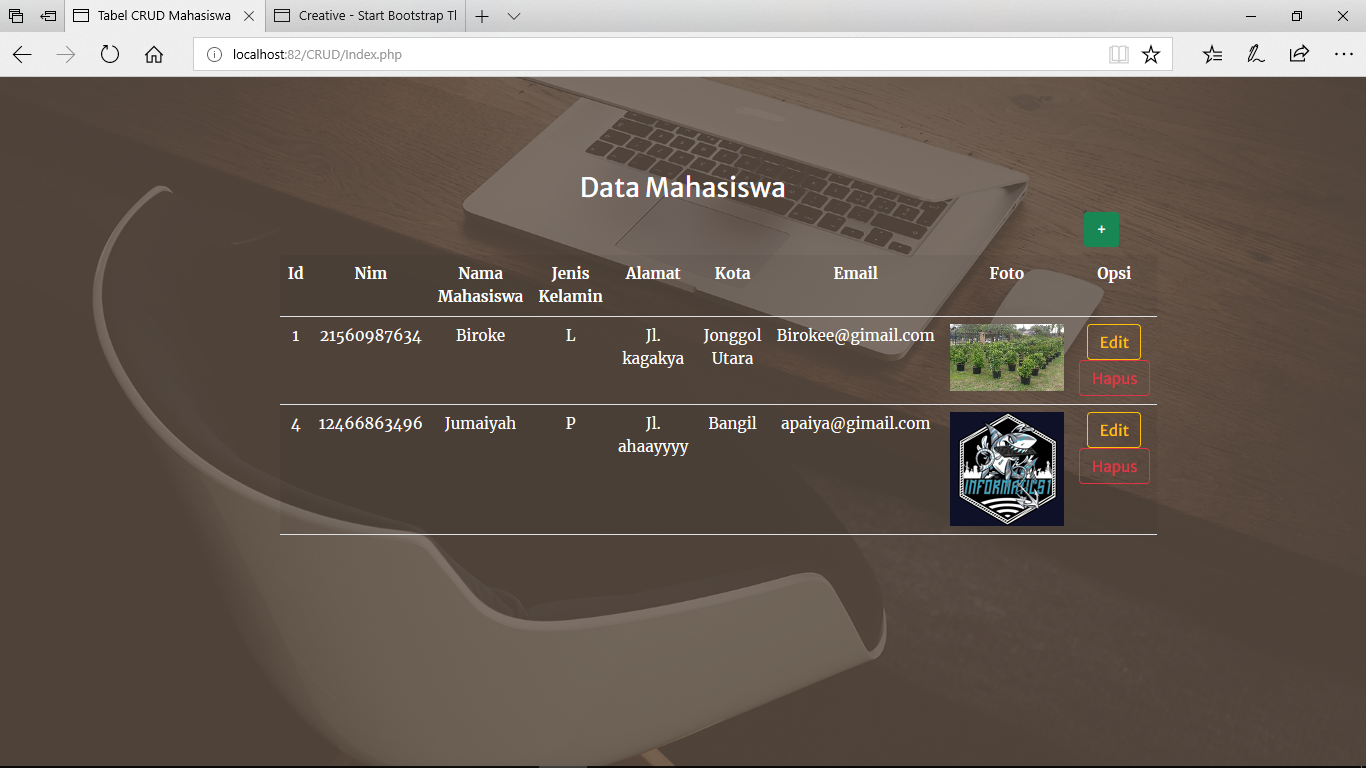 Tabel CRUD Mahasiswa
Creative - Start Bootstrap Tl
localhost:82/CRUD/Index.php
Data Mahasiswa
+
Id Nim Nama Mahasiswa Jenis Kelamin Alamat Kota Email Foto Opsi
1 21560987634 Biroke L Jl. kagakya Jonggol Utara Birokee@gimail.com Edit
Hapus
4 12466863496 Jumaiyah P Jl. ahaayyyy Bangil apaiya@gimail.com Edit
Hapus
INFORMATICS1